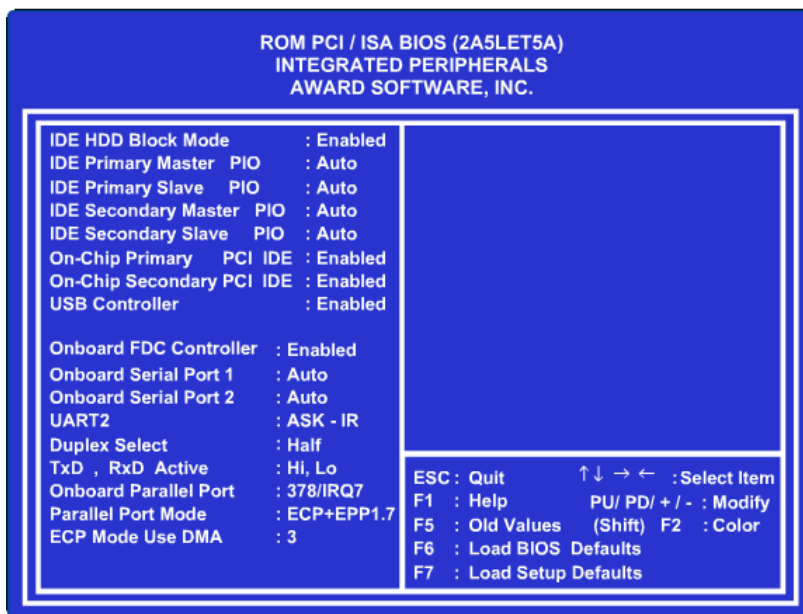 ROM PCI / ISA BIOS (2A5LET5A)
INTEGRATED PERIPHERALS
AWARD SOFTWARE, INC.
IDE HDD Block Mode : Enabled
IDE Primary Master PIO : Auto
IDE Primary Slave PIO : Auto
IDE Secondary Master PIO : Auto
IDE Secondary Slave PIO : Auto
On-Chip Primary PCI IDE : Enabled
On-Chip Secondary PCI IDE : Enabled
USB Controller : Enabled
Onboard FDC Controller : Enabled
Onboard Serial Port 1 : Auto
Onboard Serial Port 2 : Auto
UART2 : ASK - IR
Duplex Select : Half
TxD , RxD Active : Hi, Lo
Onboard Parallel Port : 378/IRQ7
Parallel Port Mode : ECP+EPP1.7
ECP Mode Use DMA : 3
ESC : Quit ↑↓ → ← : Select Item
F1 : Help PU/ PD/ + / - : Modify
F5 : Old Values (Shift) F2 : Color
F6 : Load BIOS Defaults
F7 : Load Setup Defaults